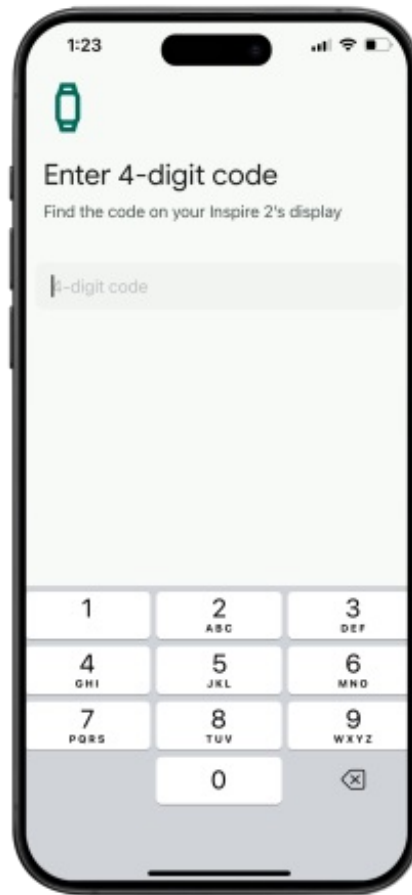 1:23
Enter 4-digit code
Find the code on your Inspire 2's display
4-digit code
1
2
ABC
3
DEF
4
GHI
5
JKL
6
MNO
7
PQRS
8
TUV
9
WXYZ
0